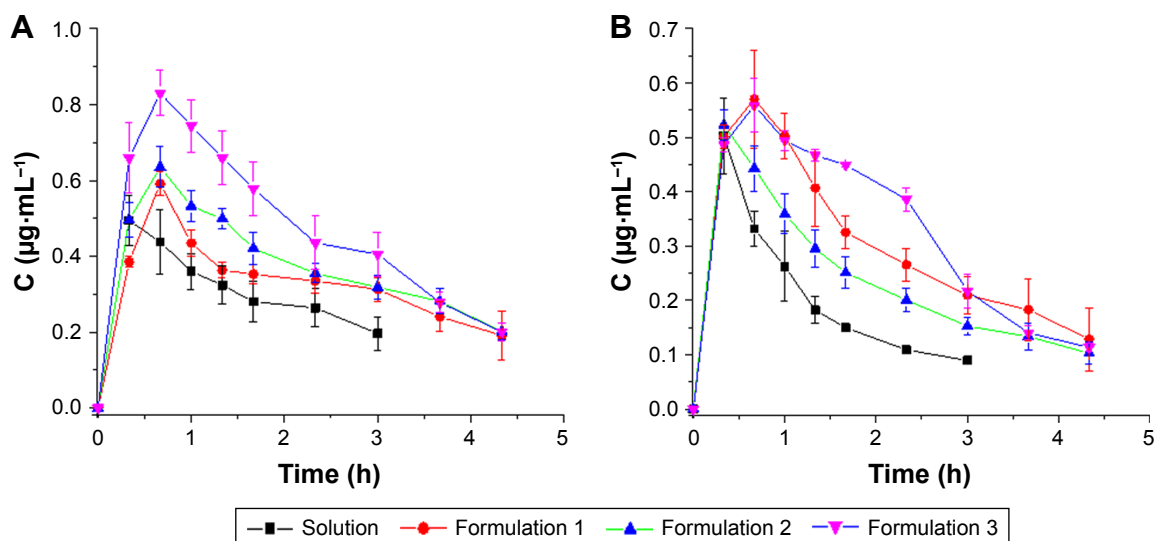 A
B
C (µg·mL⁻¹)
1.0
0.8
0.6
0.4
0.2
0.0
0 1 2 3 4 5
Time (h)
C (µg·mL⁻¹)
0.7
0.6
0.5
0.4
0.3
0.2
0.1
0.0
0 1 2 3 4 5
Time (h)
Solution Formulation 1 Formulation 2 Formulation 3